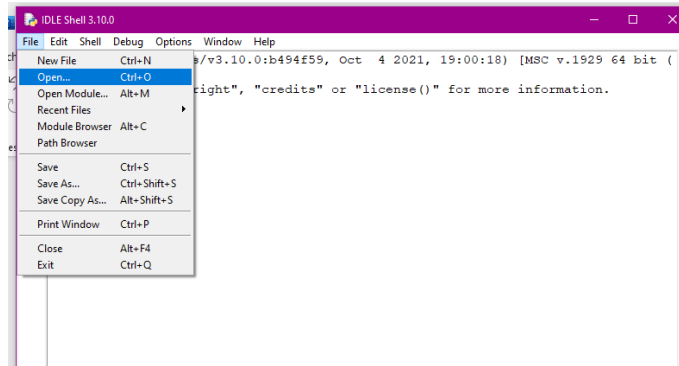 IDLE Shell 3.10.0
File Edit Shell Debug Options Window Help
New File Ctrl+N
Open... Ctrl+O
Open Module... Alt+M
Recent Files
Module Browser Alt+C
Path Browser
Save Ctrl+S
Save As... Ctrl+Shift+S
Save Copy As... Alt+Shift+S
Print Window Ctrl+P
Close Alt+F4
Exit Ctrl+Q
/v3.10.0:b494f59, Oct 4 2021, 19:00:18) [MSC v.1929 64 bit (
right", "credits" or "license()" for more information.